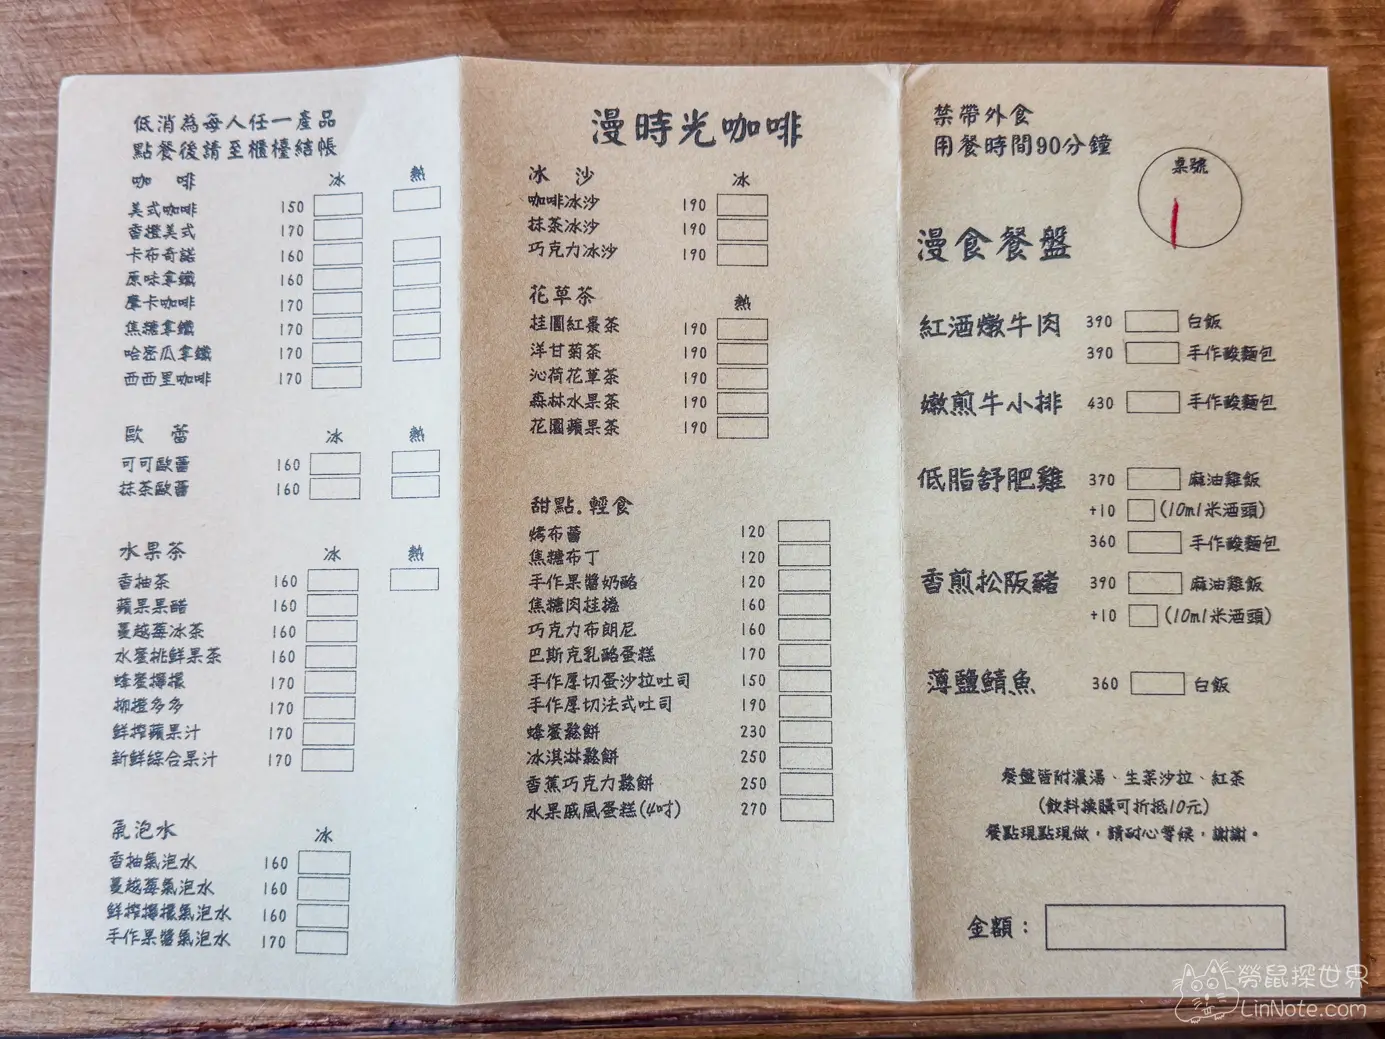 低消為每人任一產品
點餐後請至櫃檯結帳
咖 啡 冰 熱
美式咖啡 150
香橙美式 170
卡布奇諾 160
原味拿鐵 160
摩卡咖啡 170
焦糖拿鐵 170
哈密瓜拿鐵 170
西西里咖啡 170
歐 蕾 冰 熱
可可歐蕾 160
抹茶歐蕾 160
水果茶 冰 熱
香柚茶 160
蘋果果醋 160
蔓越莓冰茶 160
水蜜桃鮮果茶 160
蜂蜜檸檬 170
柳橙多多 170
鮮搾蘋果汁 170
新鮮綜合果汁 170
氣泡水 冰
香柚氣泡水 160
蔓越莓氣泡水 160
鮮搾檸檬氣泡水 160
手作果醬氣泡水 170
漫時光咖啡
冰 沙 冰
咖啡冰沙 190
抹茶冰沙 190
巧克力冰沙 190
花草茶 熱
桂圓紅棗茶 190
洋甘菊茶 190
沁荷花草茶 190
森林水果茶 190
花園蘋果茶 190
甜點.輕食
烤布蕾 120
焦糖布丁 120
手作果醬奶酪 120
焦糖肉桂捲 160
巧克力布朗尼 160
巴斯克乳酪蛋糕 170
手作厚切蛋沙拉吐司 150
手作厚切法式吐司 190
蜂蜜鬆餅 230
冰淇淋鬆餅 250
香蕉巧克力鬆餅 250
水果戚風蛋糕(4吋) 270
禁帶外食
用餐時間90分鐘
桌號
1
漫食餐盤
紅酒燉牛肉 390 白飯
390 手作酸麵包
嫩煎牛小排 430 手作酸麵包
低脂舒肥雞 370 麻油雞飯
+10 (10ml米酒頭)
360 手作酸麵包
香煎松阪豬 390 麻油雞飯
+10 (10ml米酒頭)
薄鹽鯖魚 360 白飯
餐盤皆附濃湯、生菜沙拉、紅茶
(飲料換購可折抵10元)
餐點現點現做，請耐心等候，謝謝。
金額：
勞鼠探世界
LinNote.com